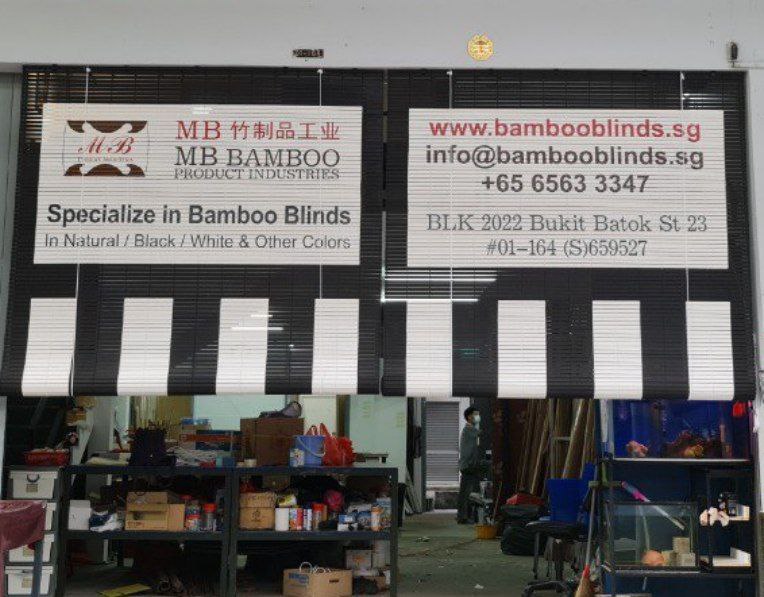 MB
Product Industries
MB 竹制品工业
MB BAMBOO
PRODUCT INDUSTRIES
Specialize in Bamboo Blinds
In Natural / Black / White & Other Colors
www.bambooblinds.sg
info@bambooblinds.sg
+65 6563 3347
BLK 2022 Bukit Batok St 23
#01-164 (S)659527